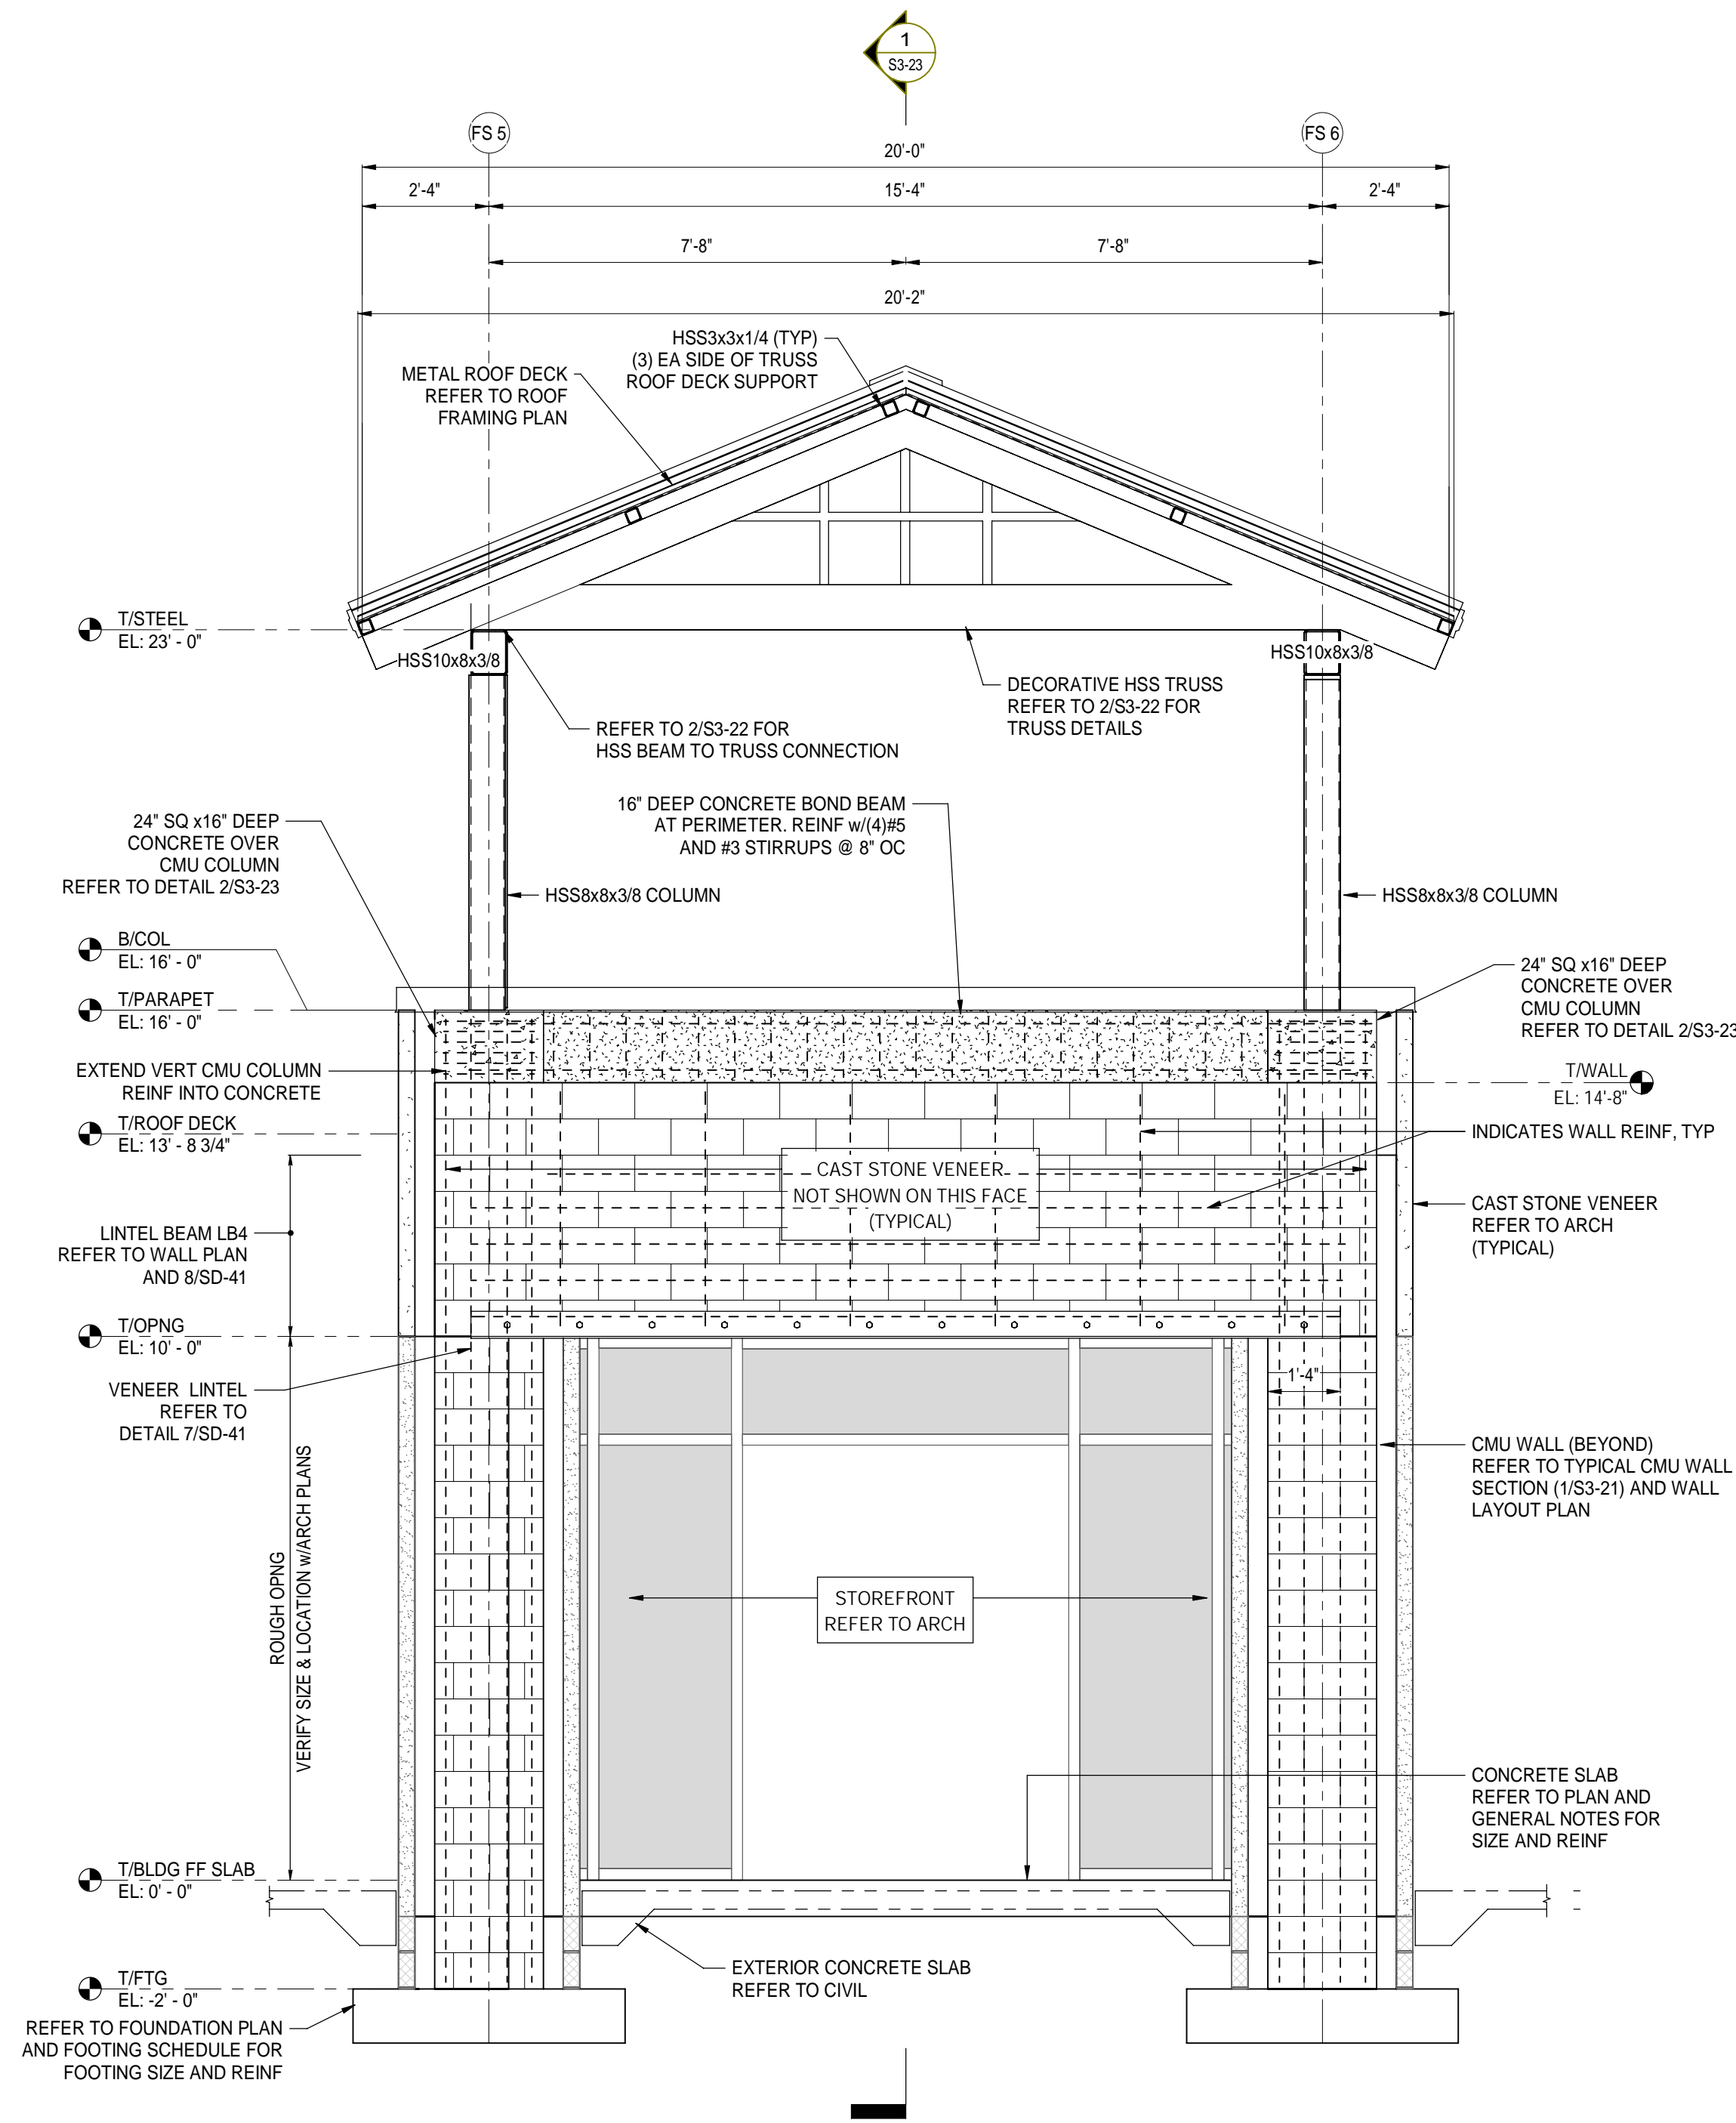 1
S3-23
FS 5
FS 6
20'-0"
2'-4"
15'-4"
2'-4"
7'-8"
7'-8"
20'-2"
HSS3x3x1/4 (TYP)
(3) EA SIDE OF TRUSS
ROOF DECK SUPPORT
METAL ROOF DECK
REFER TO ROOF
FRAMING PLAN
T/STEEL
EL: 23' - 0"
HSS10x8x3/8
HSS10x8x3/8
DECORATIVE HSS TRUSS
REFER TO 2/S3-22 FOR
TRUSS DETAILS
REFER TO 2/S3-22 FOR
HSS BEAM TO TRUSS CONNECTION
16" DEEP CONCRETE BOND BEAM
AT PERIMETER. REINF w/(4)#5
AND #3 STIRRUPS @ 8" OC
24" SQ x16" DEEP
CONCRETE OVER
CMU COLUMN
REFER TO DETAIL 2/S3-23
HSS8x8x3/8 COLUMN
HSS8x8x3/8 COLUMN
B/COL
EL: 16' - 0"
24" SQ x16" DEEP
CONCRETE OVER
CMU COLUMN
REFER TO DETAIL 2/S3-23
T/PARAPET
EL: 16' - 0"
EXTEND VERT CMU COLUMN
REINF INTO CONCRETE
T/WALL
EL: 14'-8"
T/ROOF DECK
EL: 13' - 8 3/4"
INDICATES WALL REINF, TYP
CAST STONE VENEER
NOT SHOWN ON THIS FACE
(TYPICAL)
CAST STONE VENEER
REFER TO ARCH
(TYPICAL)
LINTEL BEAM LB4
REFER TO WALL PLAN
AND 8/SD-41
T/OPNG
EL: 10' - 0"
VENEER LINTEL
REFER TO
DETAIL 7/SD-41
1'-4"
CMU WALL (BEYOND)
REFER TO TYPICAL CMU WALL
SECTION (1/S3-21) AND WALL
LAYOUT PLAN
ROUGH OPNG
VERIFY SIZE & LOCATION w/ARCH PLANS
STOREFRONT
REFER TO ARCH
CONCRETE SLAB
REFER TO PLAN AND
GENERAL NOTES FOR
SIZE AND REINF
T/BLDG FF SLAB
EL: 0' - 0"
EXTERIOR CONCRETE SLAB
REFER TO CIVIL
T/FTG
EL: -2' - 0"
REFER TO FOUNDATION PLAN
AND FOOTING SCHEDULE FOR
FOOTING SIZE AND REINF